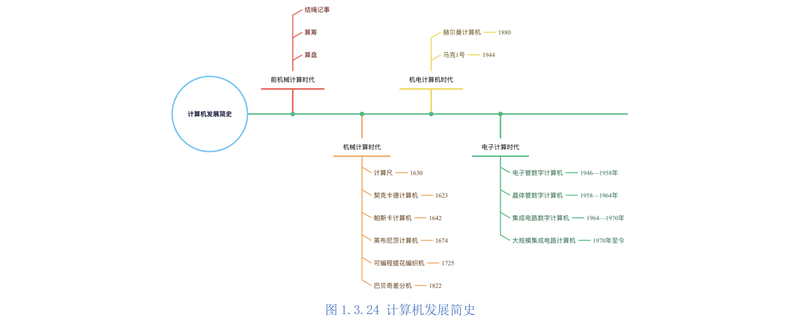 计算机发展简史
结绳记事
算筹
算盘
前机械计算时代
机械计算时代
计算尺 1630
契克卡德计算机 1623
帕斯卡计算机 1642
莱布尼茨计算机 1674
可编程提花编织机 1725
巴贝奇差分机 1822
赫尔曼计算机 1880
马克1号 1944
机电计算机时代
电子计算时代
电子管数字计算机 1946—1958年
晶体管数字计算机 1958—1964年
集成电路数字计算机 1964—1970年
大规模集成电路计算机 1970年至今
图 1.3.24 计算机发展简史